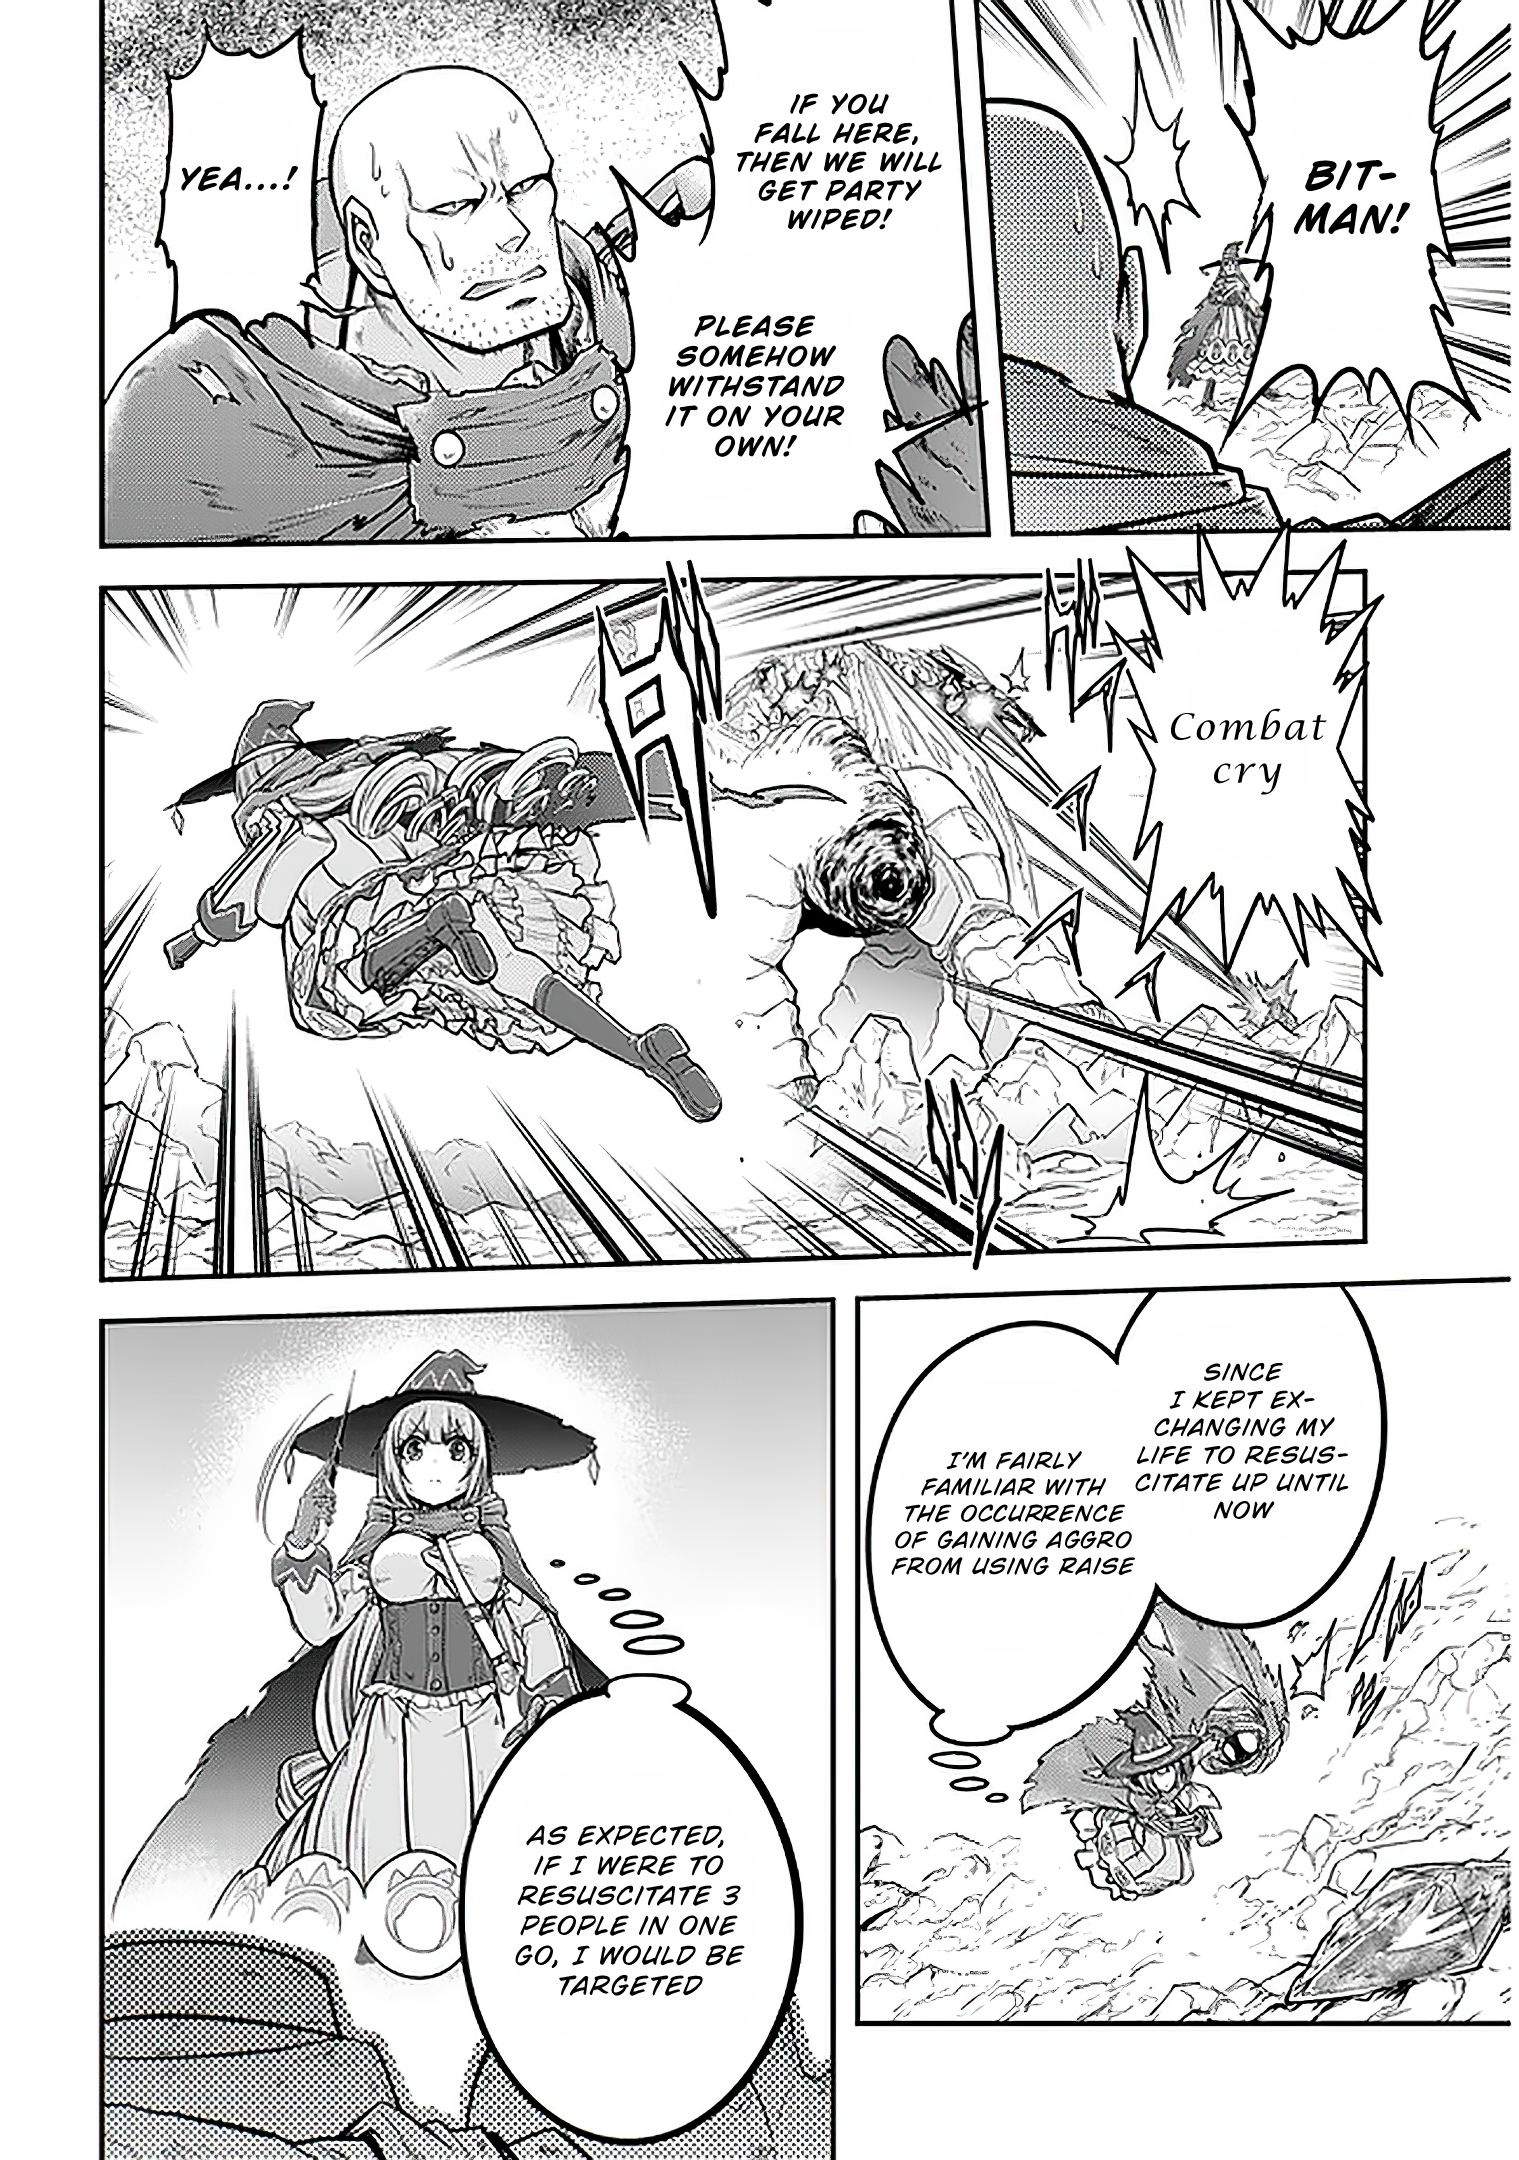 BIT-
MAN!
IF YOU
FALL HERE,
THEN WE WILL
GET PARTY
WIPED!
PLEASE
SOMEHOW
WITHSTAND
IT ON YOUR
OWN!
YEA...!
Combat
cry
SINCE
I KEPT EX-
CHANGING MY
LIFE TO RESUS-
CITATE UP UNTIL
NOW
I'M FAIRLY
FAMILIAR WITH
THE OCCURRENCE
OF GAINING AGGRO
FROM USING RAISE
AS EXPECTED,
IF I WERE TO
RESUSCITATE 3
PEOPLE IN ONE
GO, I WOULD BE
TARGETED